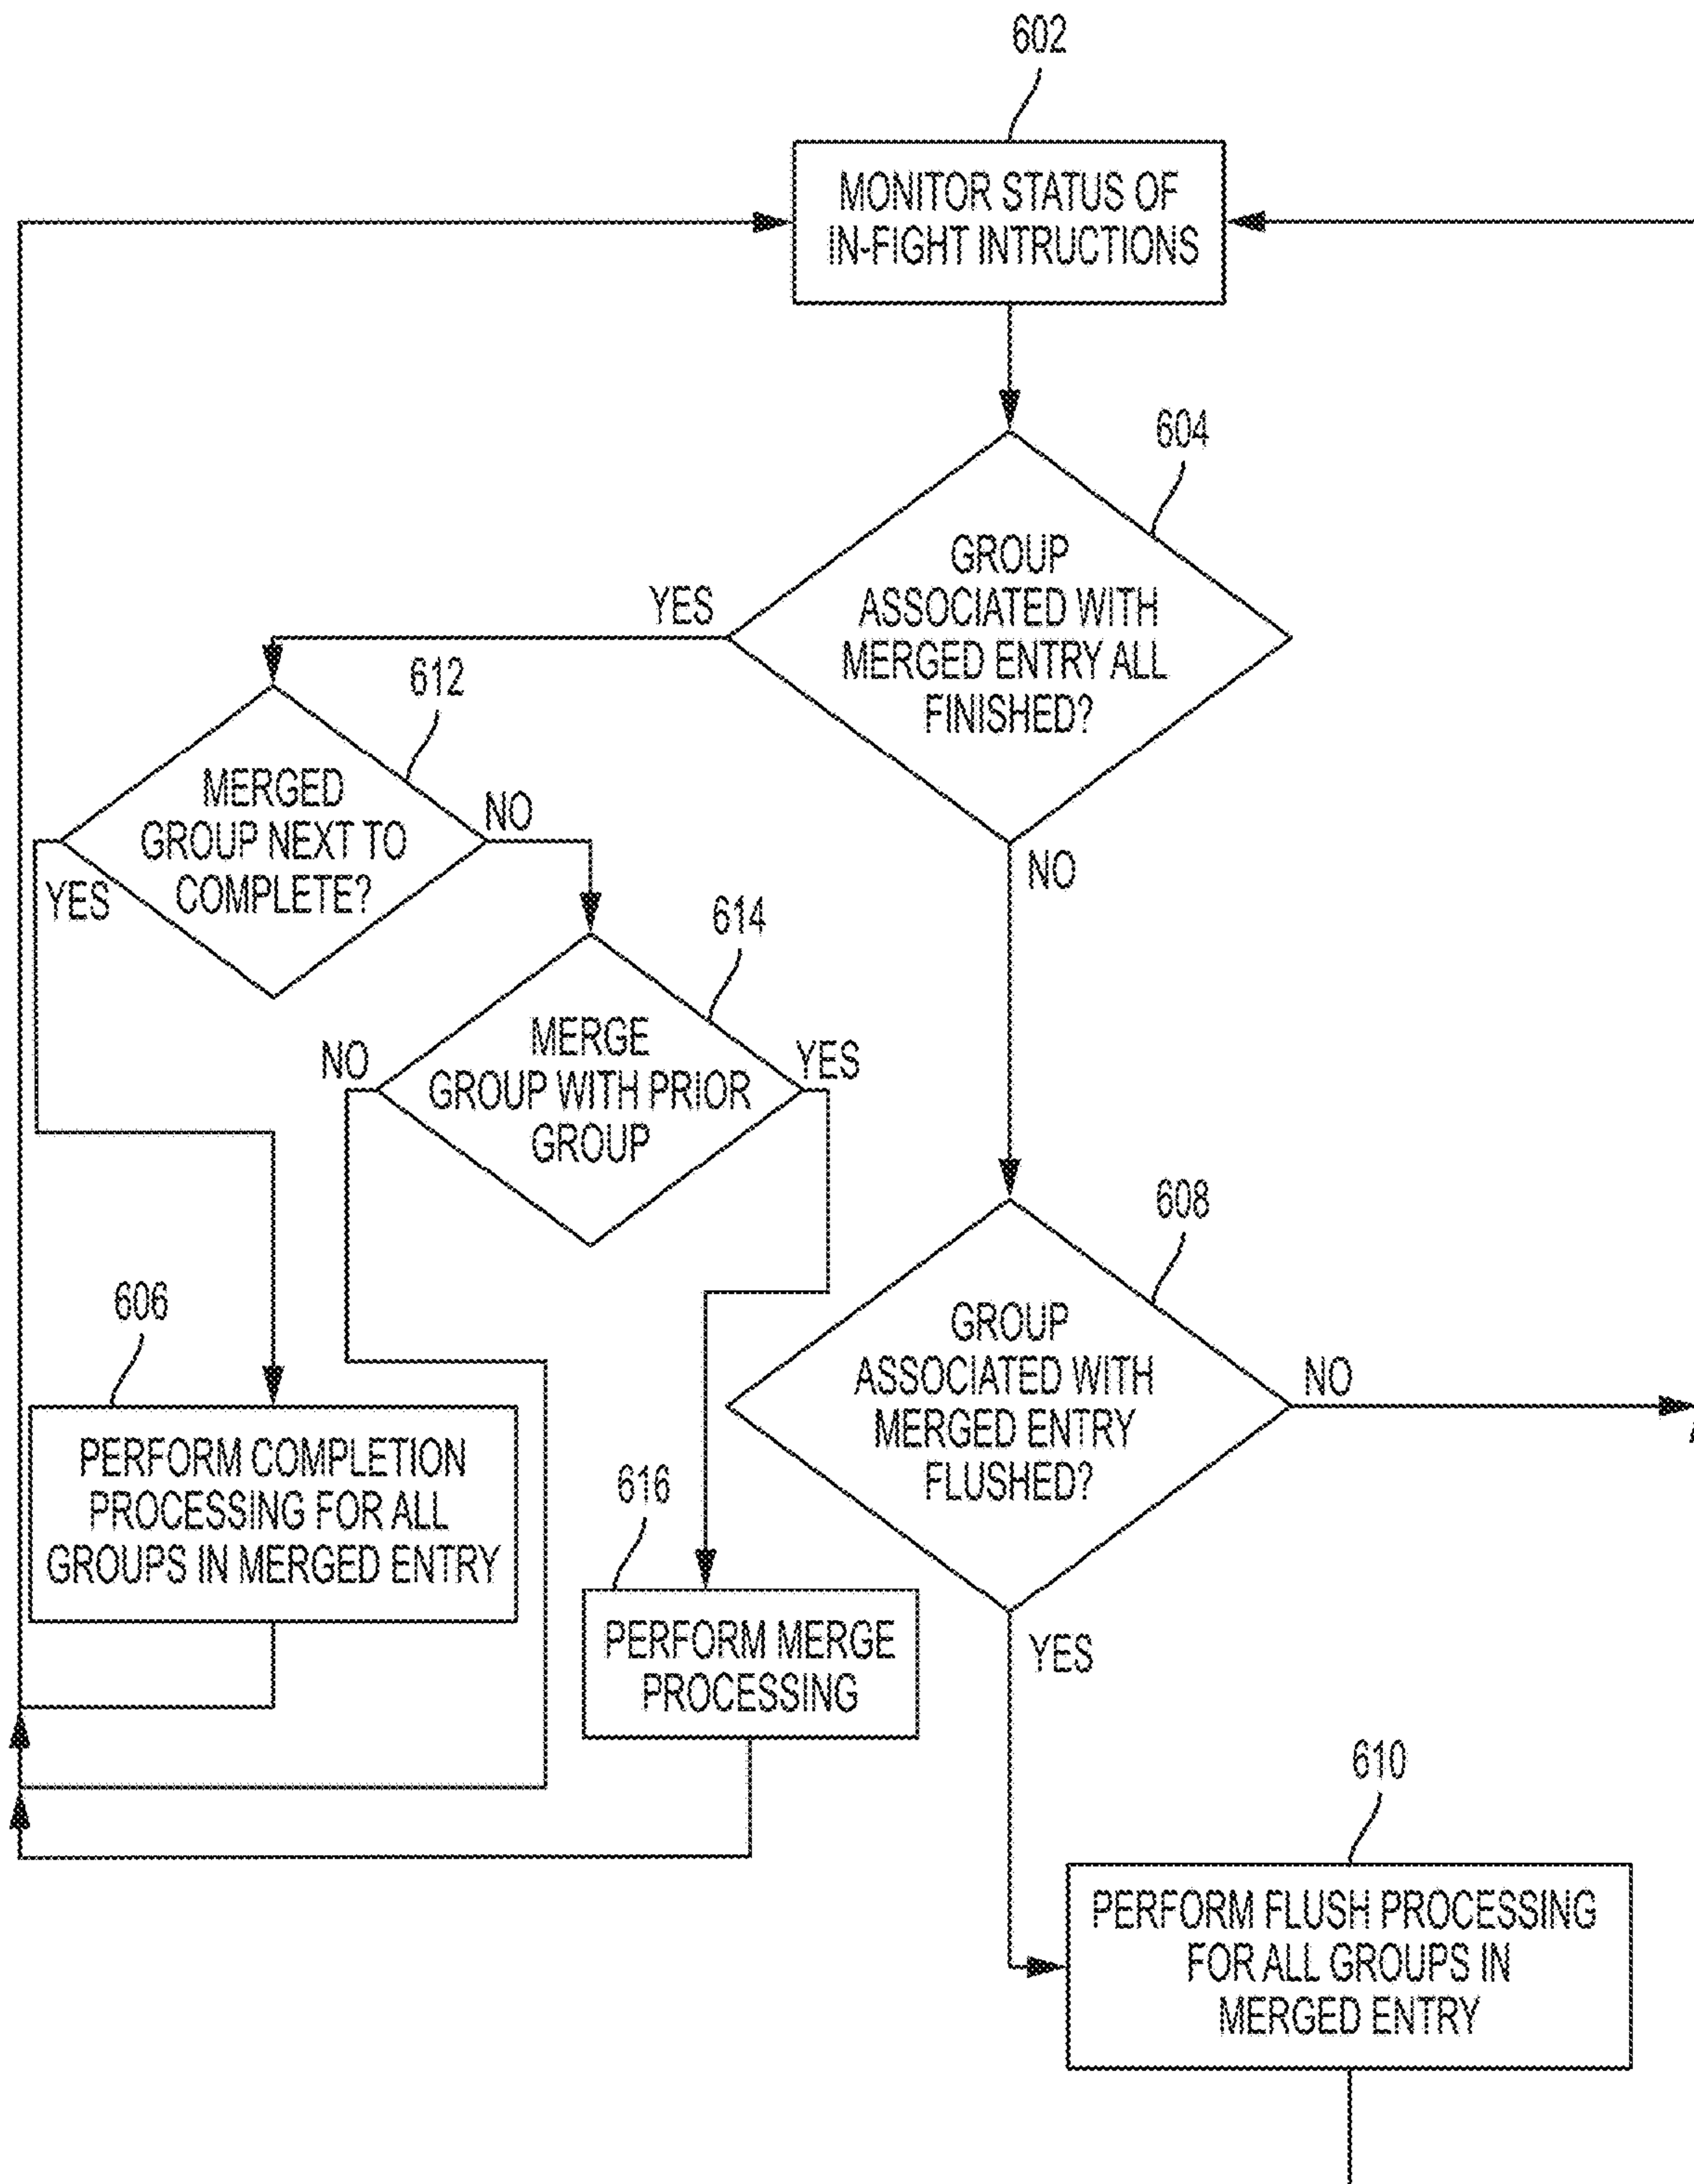 602
MONITOR STATUS OF
IN-FIGHT INTRUCTIONS
604
GROUP
ASSOCIATED WITH
MERGED ENTRY ALL
FINISHED?
YES
NO
612
MERGED
GROUP NEXT TO
COMPLETE?
NO
YES
614
MERGE
GROUP WITH PRIOR
GROUP
NO
YES
608
GROUP
ASSOCIATED WITH
MERGED ENTRY
FLUSHED?
NO
YES
606
PERFORM COMPLETION
PROCESSING FOR ALL
GROUPS IN MERGED ENTRY
616
PERFORM MERGE
PROCESSING
610
PERFORM FLUSH PROCESSING
FOR ALL GROUPS IN
MERGED ENTRY